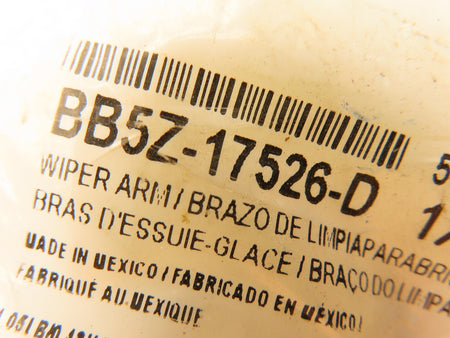 BB5Z-17526-D
WIPER ARM / BRAZO DE LIMPIAPARABRI
BRAS D'ESSUIE-GLACE / BRAÇO DO LIMPA
MADE IN MEXICO / FABRICADO EN MÉXICO /
FABRIQUÉ AU MEXIQUE